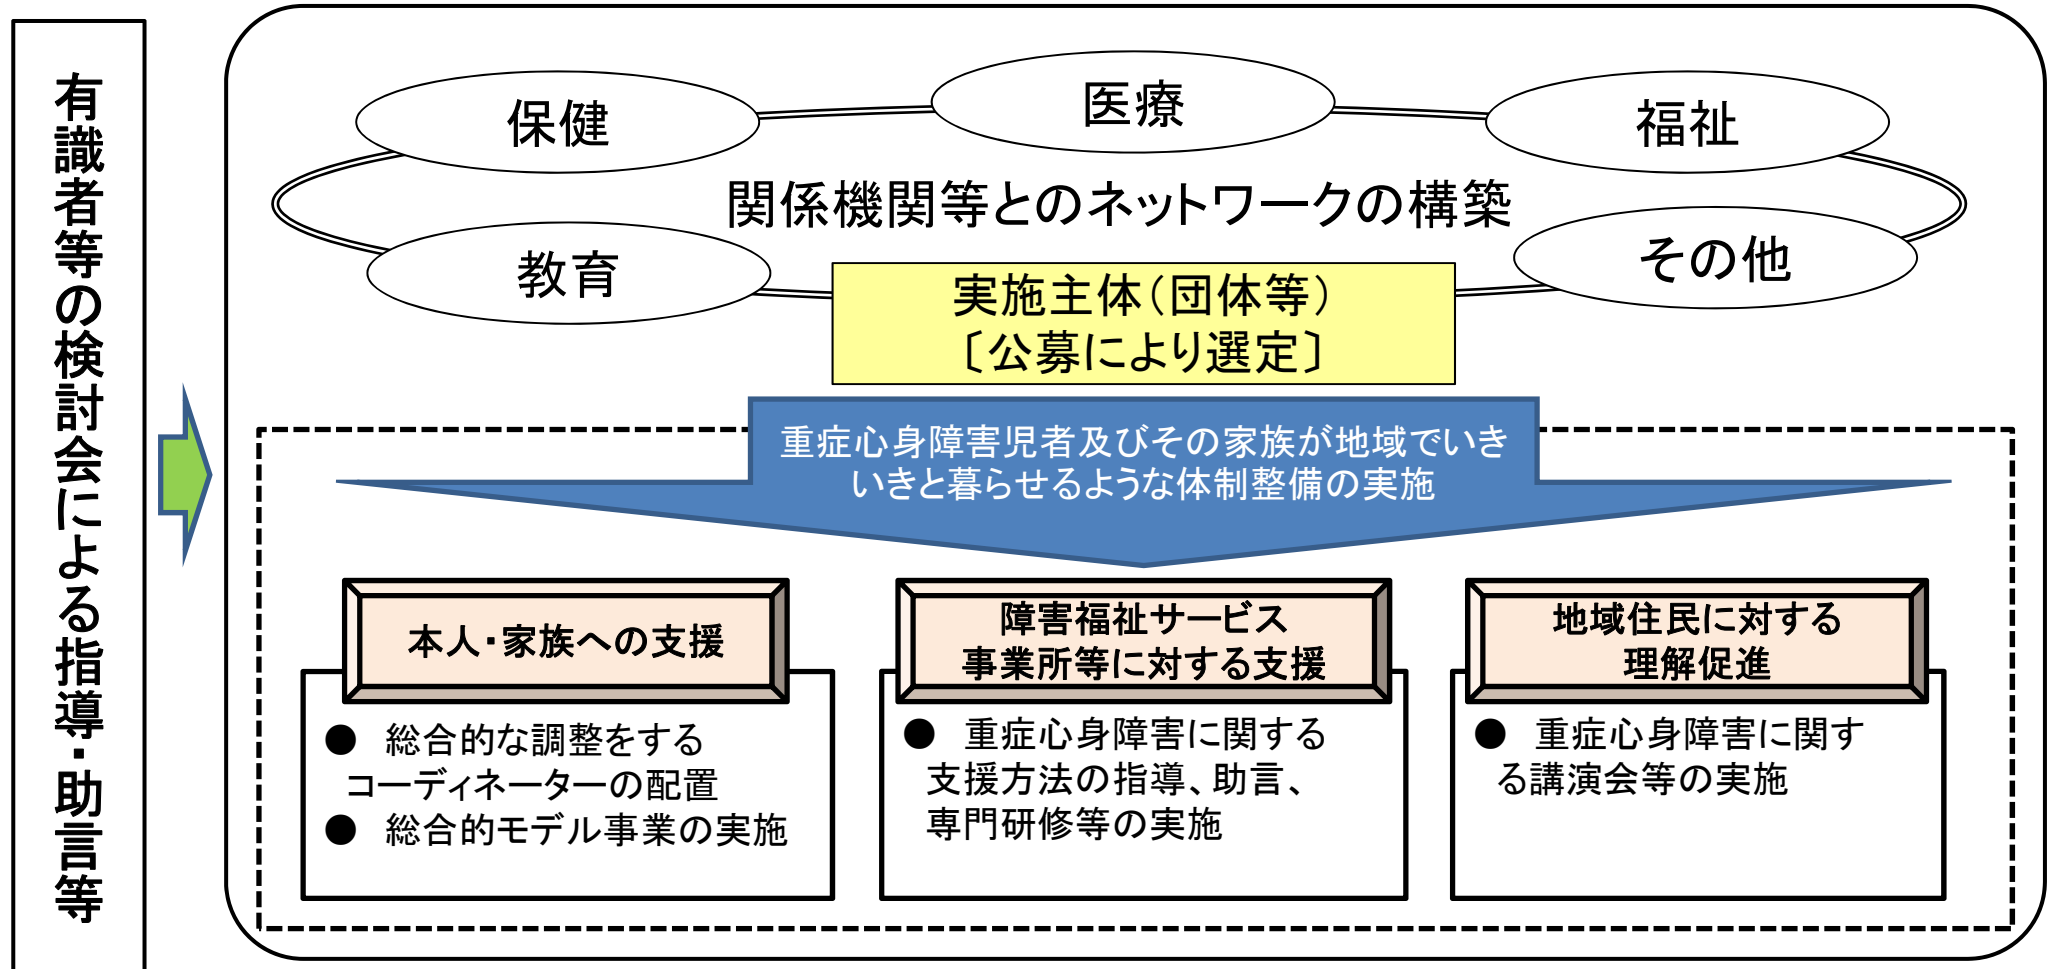 有識者等の検討会による指導・助言等
保健
医療
福祉
関係機関等とのネットワークの構築
教育
その他
実施主体（団体等）
〔公募により選定〕
重症心身障害児者及びその家族が地域でいき
いきと暮らせるような体制整備の実施
本人・家族への支援
● 総合的な調整をする
コーディネーターの配置
● 総合的モデル事業の実施
障害福祉サービス
事業所等に対する支援
● 重症心身障害に関する
支援方法の指導、助言、
専門研修等の実施
地域住民に対する
理解促進
● 重症心身障害に関す
る講演会等の実施